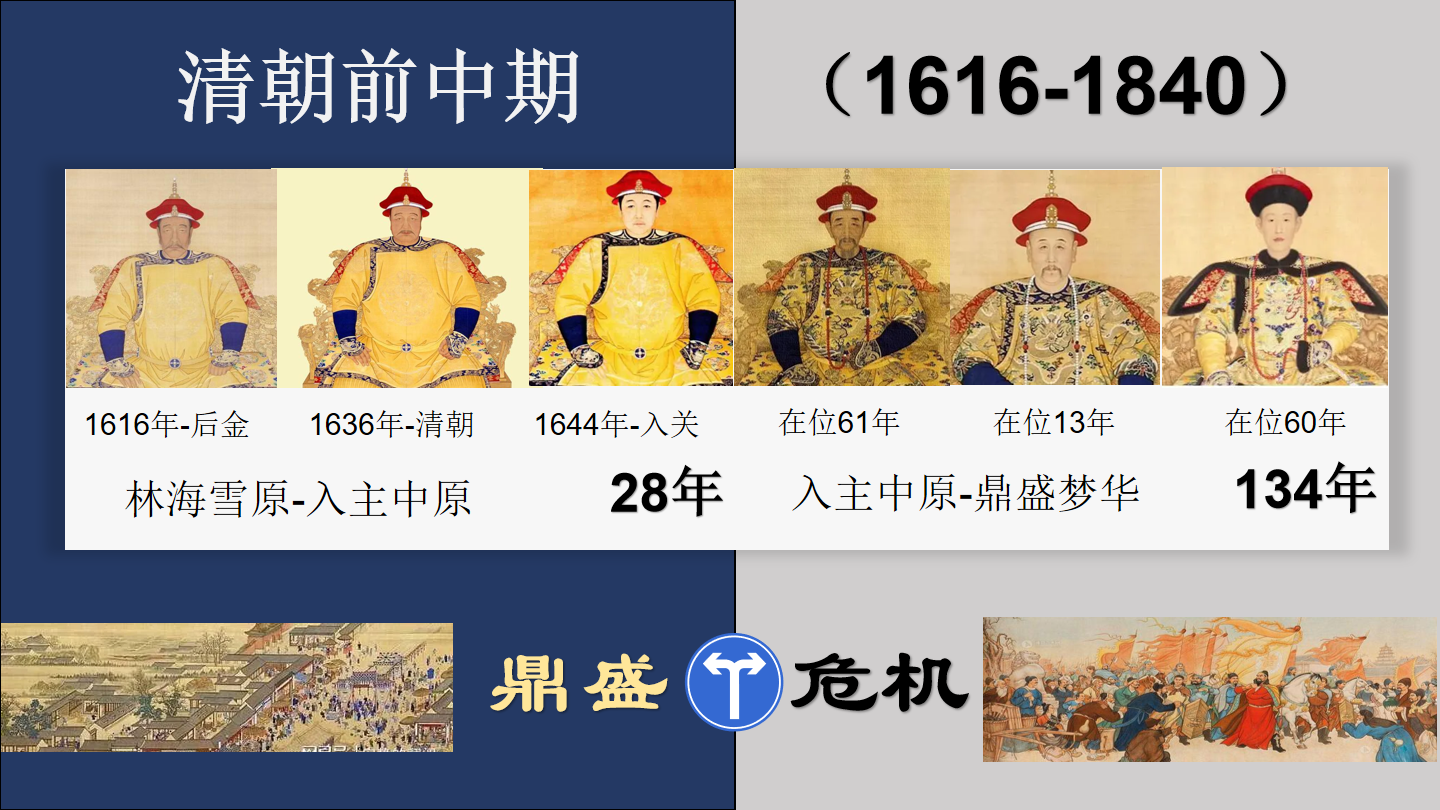 清朝前中期
（1616-1840）
1616年-后金
1636年-清朝
1644年-入关
在位61年
在位13年
在位60年
林海雪原-入主中原
28年
入主中原-鼎盛梦华
134年
鼎盛
危机